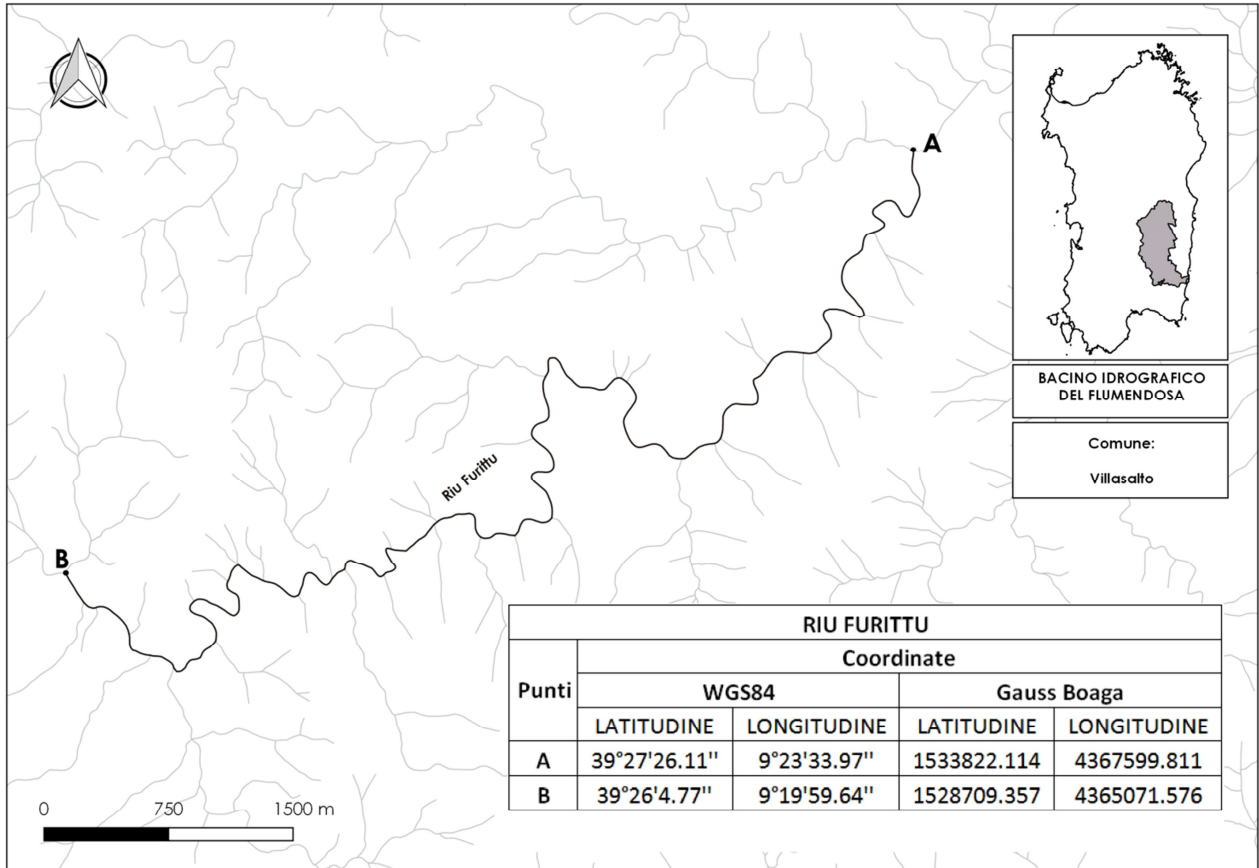 A
BACINO IDROGRAFICO
DEL FLUMENDOSA
Comune:
Villasalto
Riu Furittu
B
RIU FURITTU
Punti
Coordinate
WGS84 Gauss Boaga
LATITUDINE LONGITUDINE LATITUDINE LONGITUDINE
A 39°27'26.11'' 9°23'33.97'' 1533822.114 4367599.811
B 39°26'4.77'' 9°19'59.64'' 1528709.357 4365071.576
0 750 1500 m